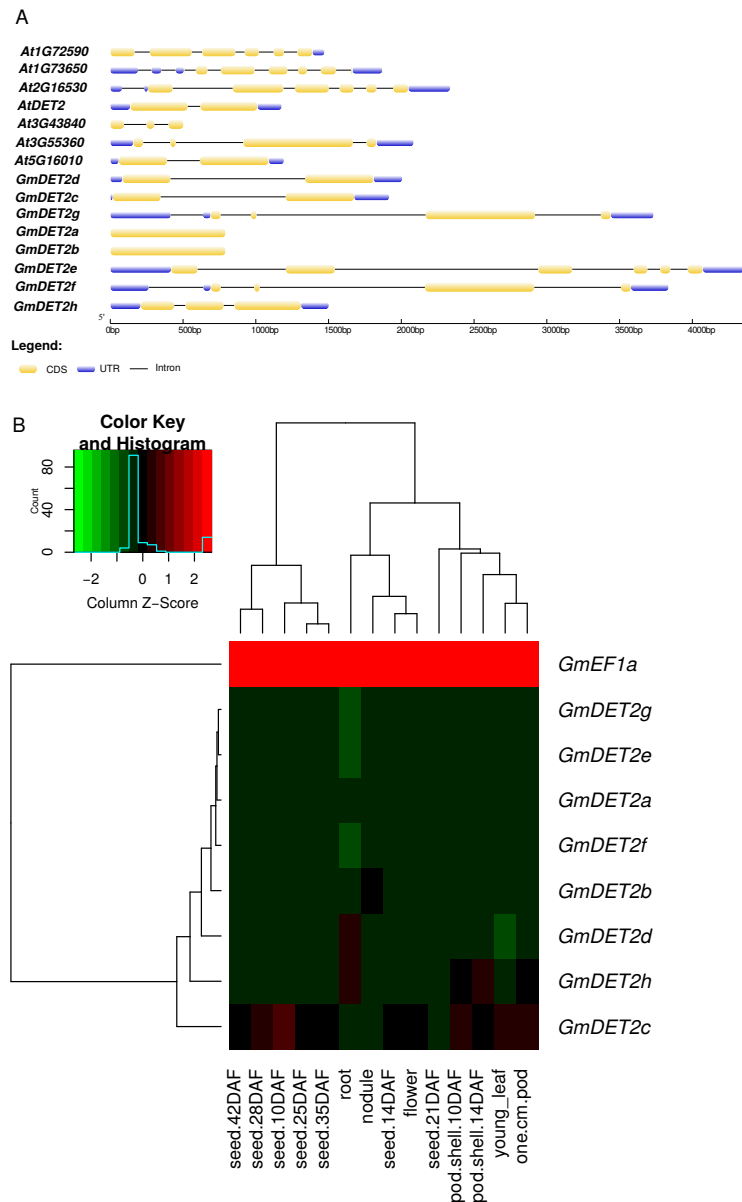 A
At1G72590
At1G73650
At2G16530
AtDET2
At3G43840
At3G55360
At5G16010
GmDET2d
GmDET2c
GmDET2g
GmDET2a
GmDET2b
GmDET2e
GmDET2f
GmDET2h
5'
0bp 500bp 1000bp 1500bp 2000bp 2500bp 3000bp 3500bp 4000bp
Legend:
CDS UTR Intron
B
Color Key
and Histogram
Count
0 40 80
−2 0 1 2
Column Z−Score
GmEF1a
GmDET2g
GmDET2e
GmDET2a
GmDET2f
GmDET2b
GmDET2d
GmDET2h
GmDET2c
seed.42DAF
seed.28DAF
seed.10DAF
seed.25DAF
seed.35DAF
root
nodule
seed.14DAF
flower
seed.21DAF
pod.shell.10DAF
pod.shell.14DAF
young_leaf
one.cm.pod